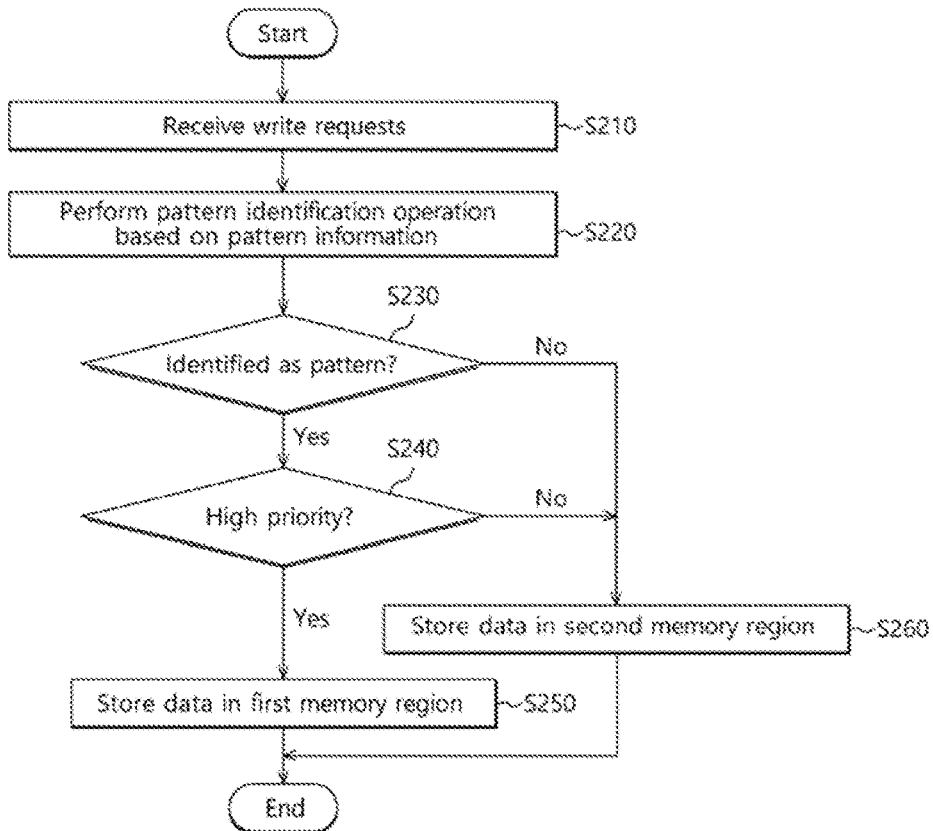 Start
Receive write requests
S210
Perform pattern identification operation
based on pattern information
S220
S230
Identified as pattern?
No
Yes
S240
High priority?
No
Yes
Store data in second memory region
S260
Store data in first memory region
S250
End